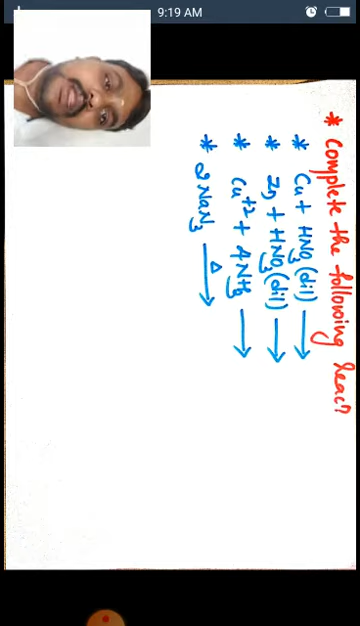 9:19 AM
* Complete the following reac?
* Cu + HNO3 (dil) →
* Zn + HNO3 (dil) →
* Cu+2 + 4NH3 →
* 2NaN3 Δ→